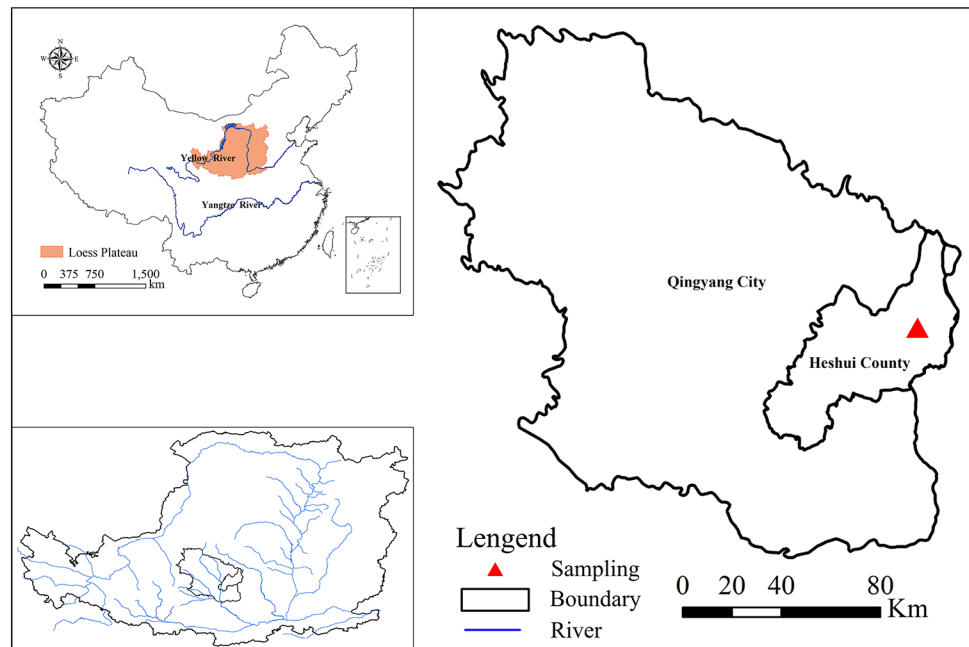 N
W E
S
Yellow River
Yangtze River
Loess Plateau
0 375 750 1,500
km
Qingyang City
Heshui County
Lengend
Sampling
Boundary
River
0 20 40 80
Km